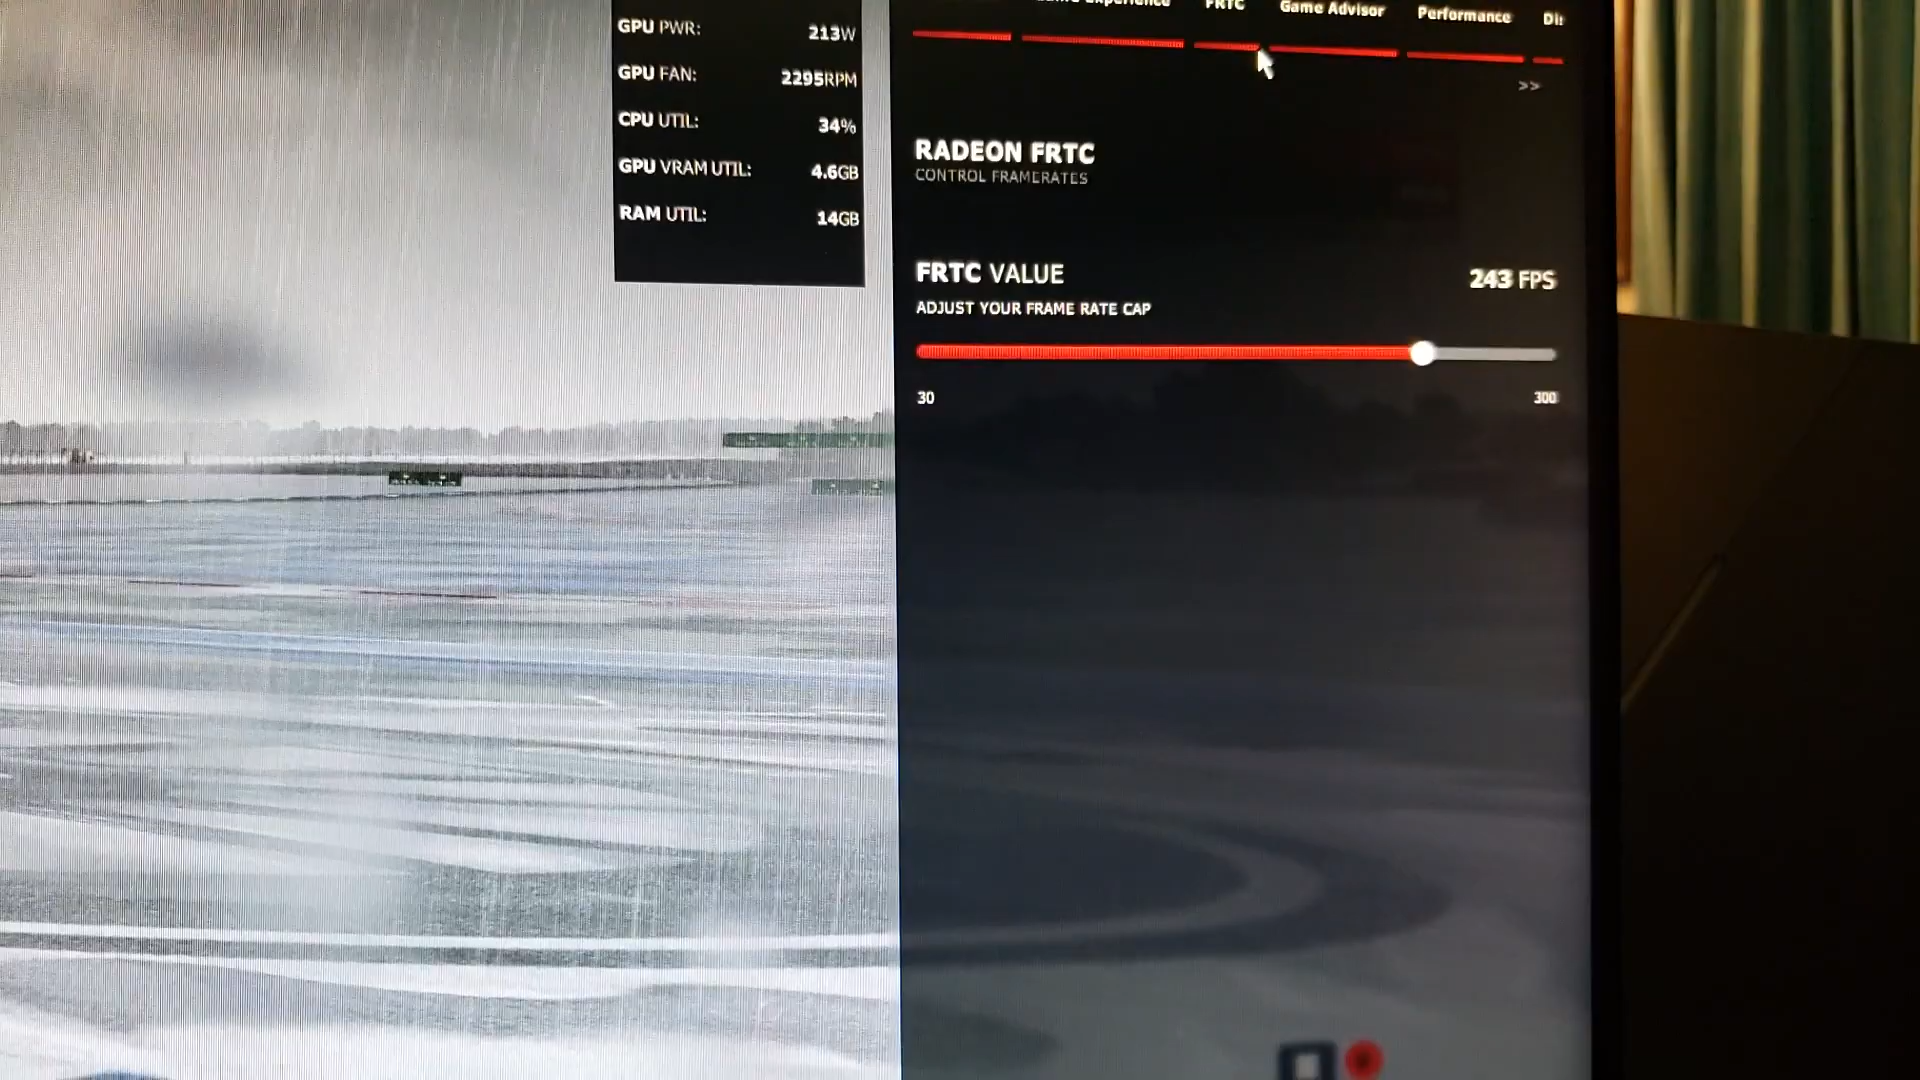 GPU PWR: 213W
GPU FAN: 2295RPM
CPU UTIL: 34%
GPU VRAM UTIL: 4.6GB
RAM UTIL: 14GB
Experience FRTC Game Advisor Performance
>>
RADEON FRTC
CONTROL FRAMERATES
FRTC VALUE 243 FPS
ADJUST YOUR FRAME RATE CAP
30 300